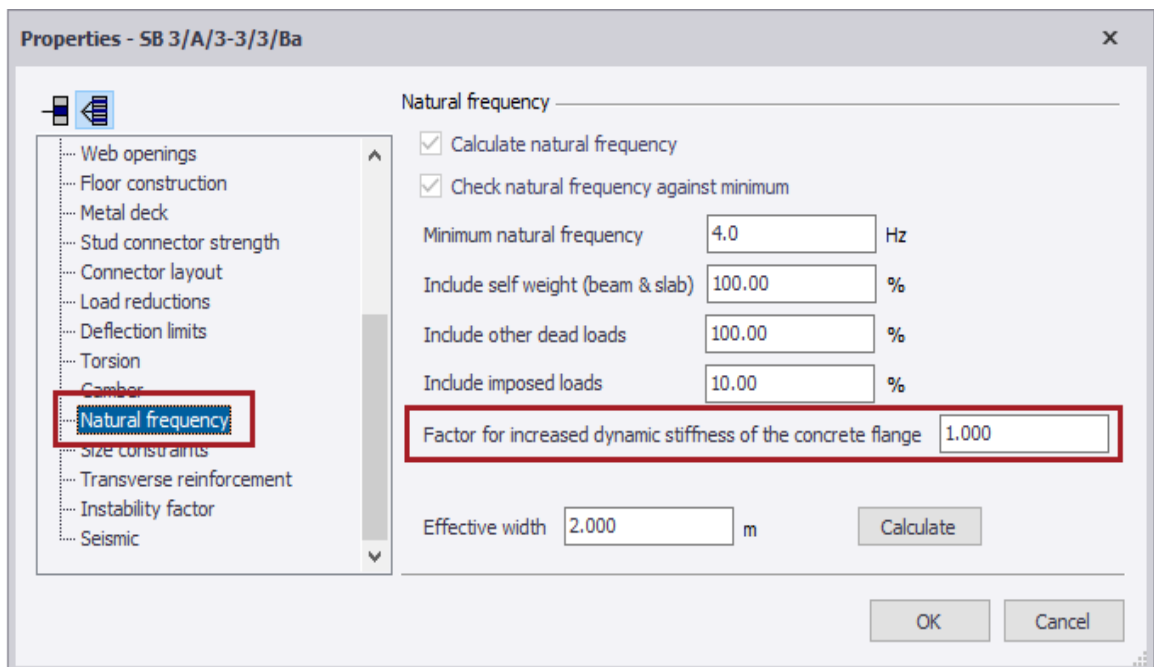 Properties - SB 3/A/3-3/3/Ba
Web openings
Floor construction
Metal deck
Stud connector strength
Connector layout
Load reductions
Deflection limits
Torsion
Camber
Natural frequency
Size constraints
Transverse reinforcement
Instability factor
Seismic
Natural frequency
Calculate natural frequency
Check natural frequency against minimum
Minimum natural frequency 4.0 Hz
Include self weight (beam & slab) 100.00 %
Include other dead loads 100.00 %
Include imposed loads 10.00 %
Factor for increased dynamic stiffness of the concrete flange 1.000
Effective width 2.000 m Calculate
OK Cancel